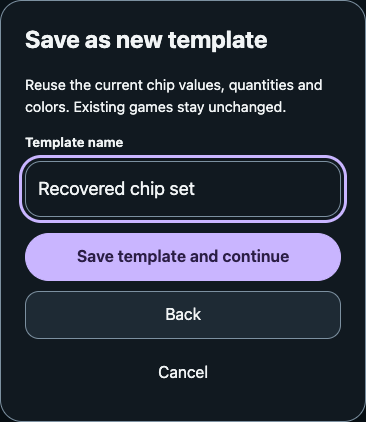 Save as new template
Reuse the current chip values, quantities and
colors. Existing games stay unchanged.
Template name
Recovered chip set
Save template and continue
Back
Cancel